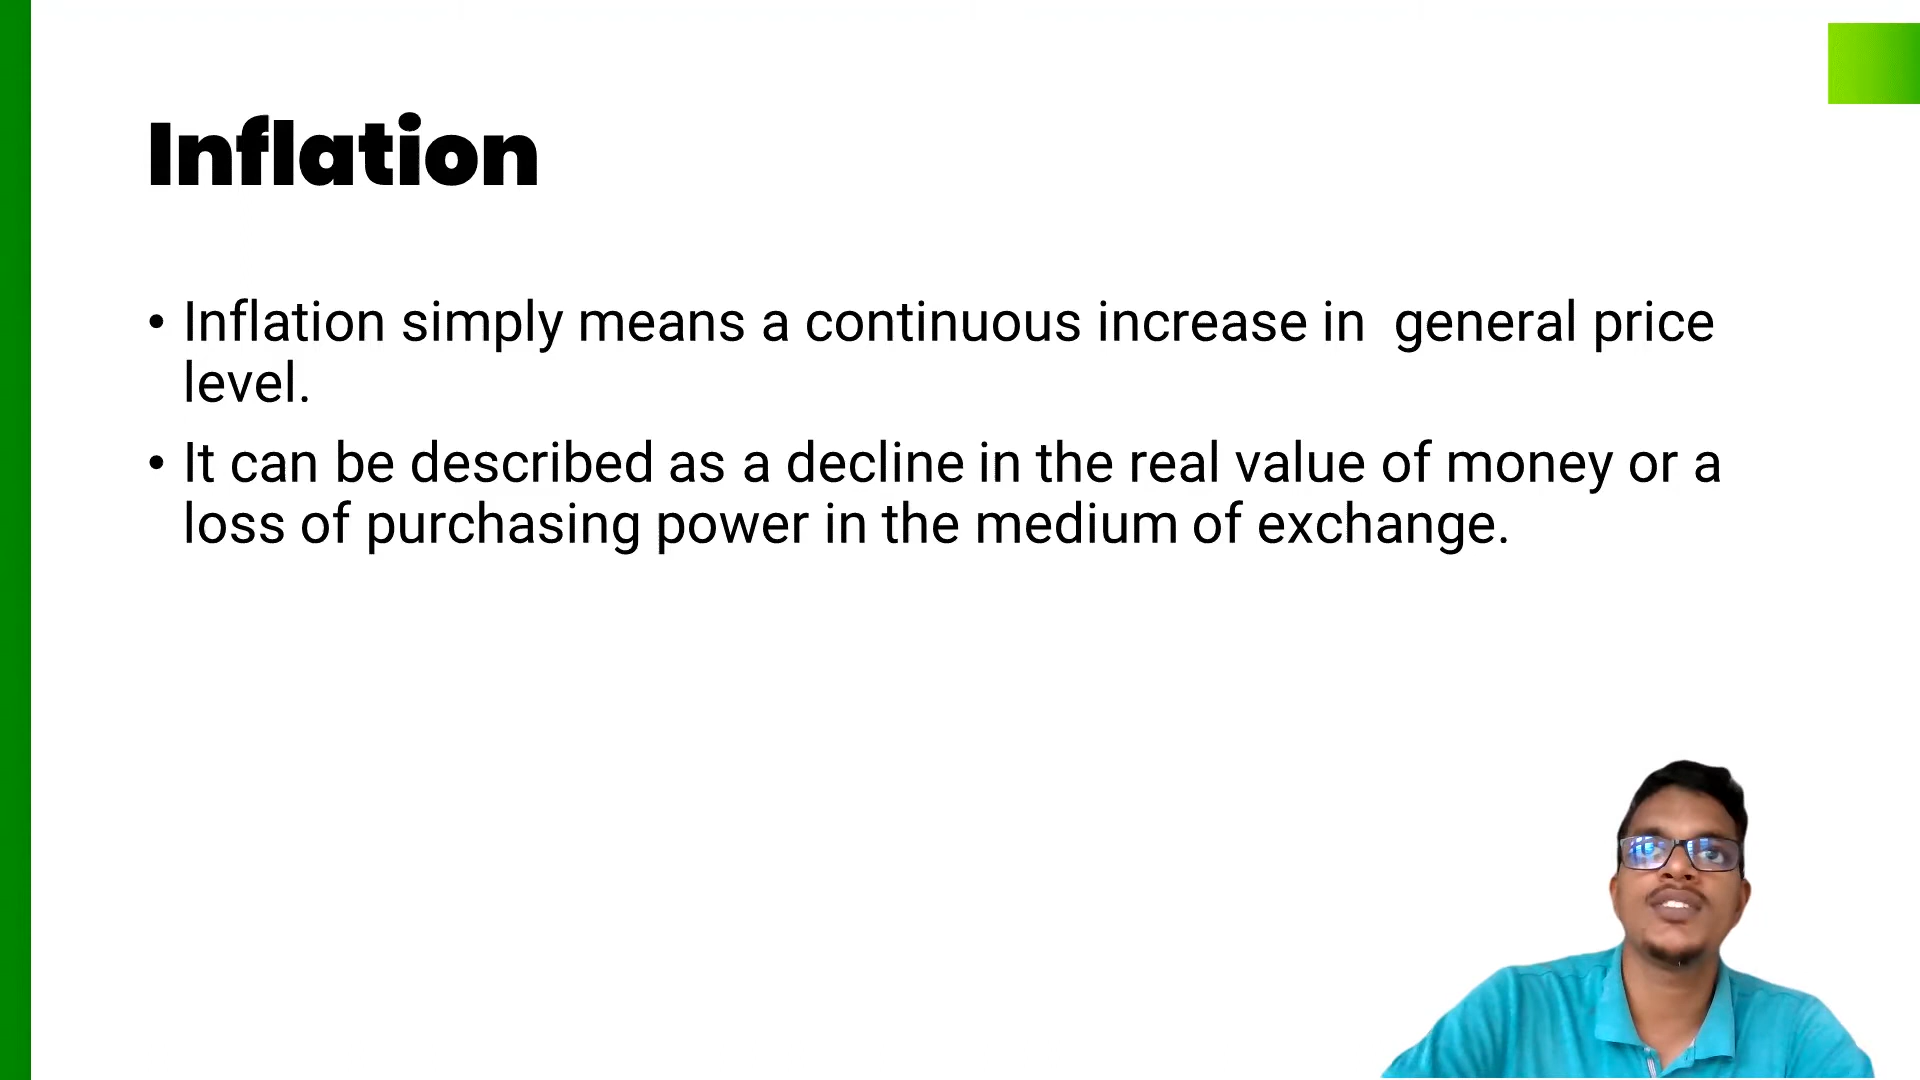 Inflation
• Inflation simply means a continuous increase in  general price
level.
• It can be described as a decline in the real value of money or a
loss of purchasing power in the medium of exchange.